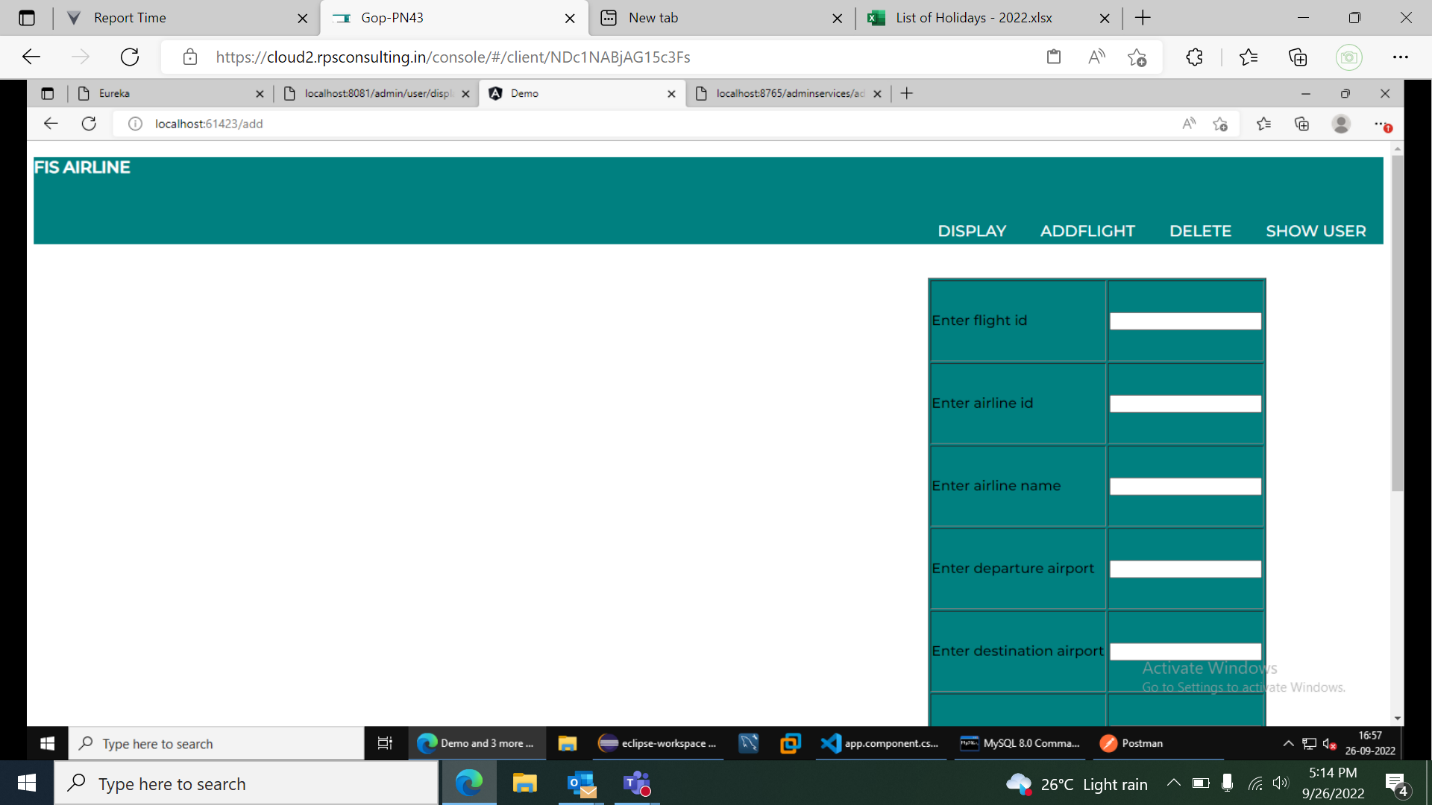 Report Time
Gop-PN43
New tab
List of Holidays - 2022.xlsx
https://cloud2.rpsconsulting.in/console/#/client/NDc1NABjAG15c3Fs
Eureka
localhost:8081/admin/user/displ
Demo
localhost:8765/adminservices/ad
localhost:61423/add
FIS AIRLINE
DISPLAY ADDFLIGHT DELETE SHOW USER
Enter flight id
Enter airline id
Enter airline name
Enter departure airport
Enter destination airport
Activate Windows
Go to Settings to activate Windows.
Type here to search
Demo and 3 more ...
eclipse-workspace ...
app.component.cs...
MySQL 8.0 Comma...
Postman
16:57
26-09-2022
Type here to search
26°C Light rain
5:14 PM
9/26/2022
4